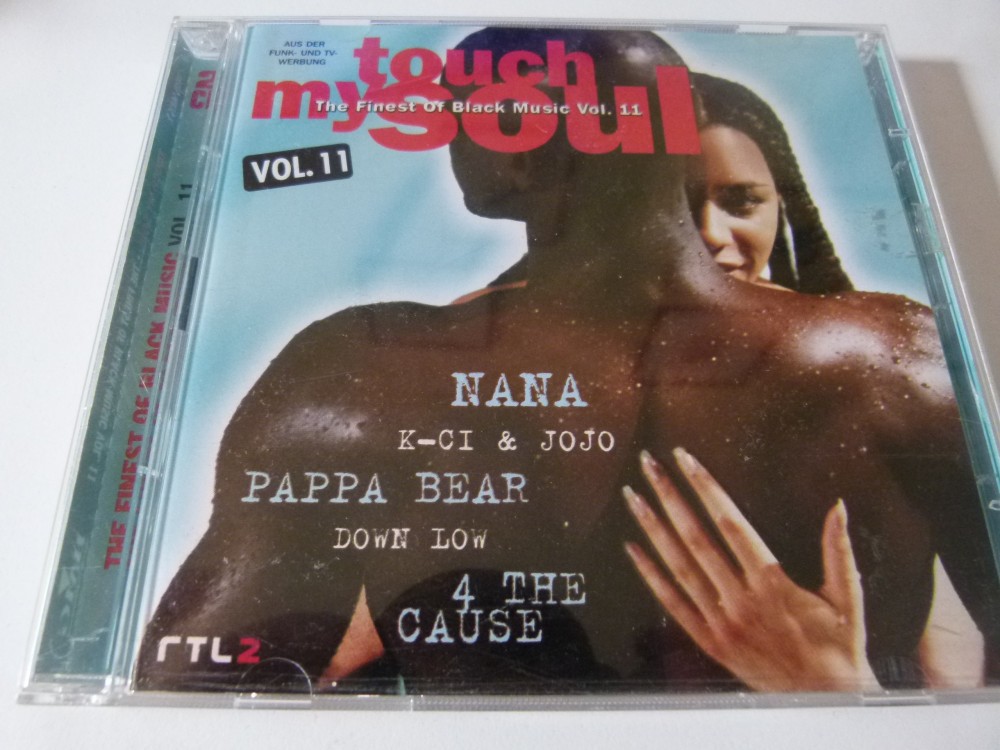 AUS DER
FUNK- UND TV-
WERBUNG
touch
my soul
The Finest Of Black Music Vol. 11
VOL. 11
NANA
K-CI & JOJO
PAPPA BEAR
DOWN LOW
4 THE
CAUSE
RTL2
THE FINEST OF BLACK MUSIC VOL. 11